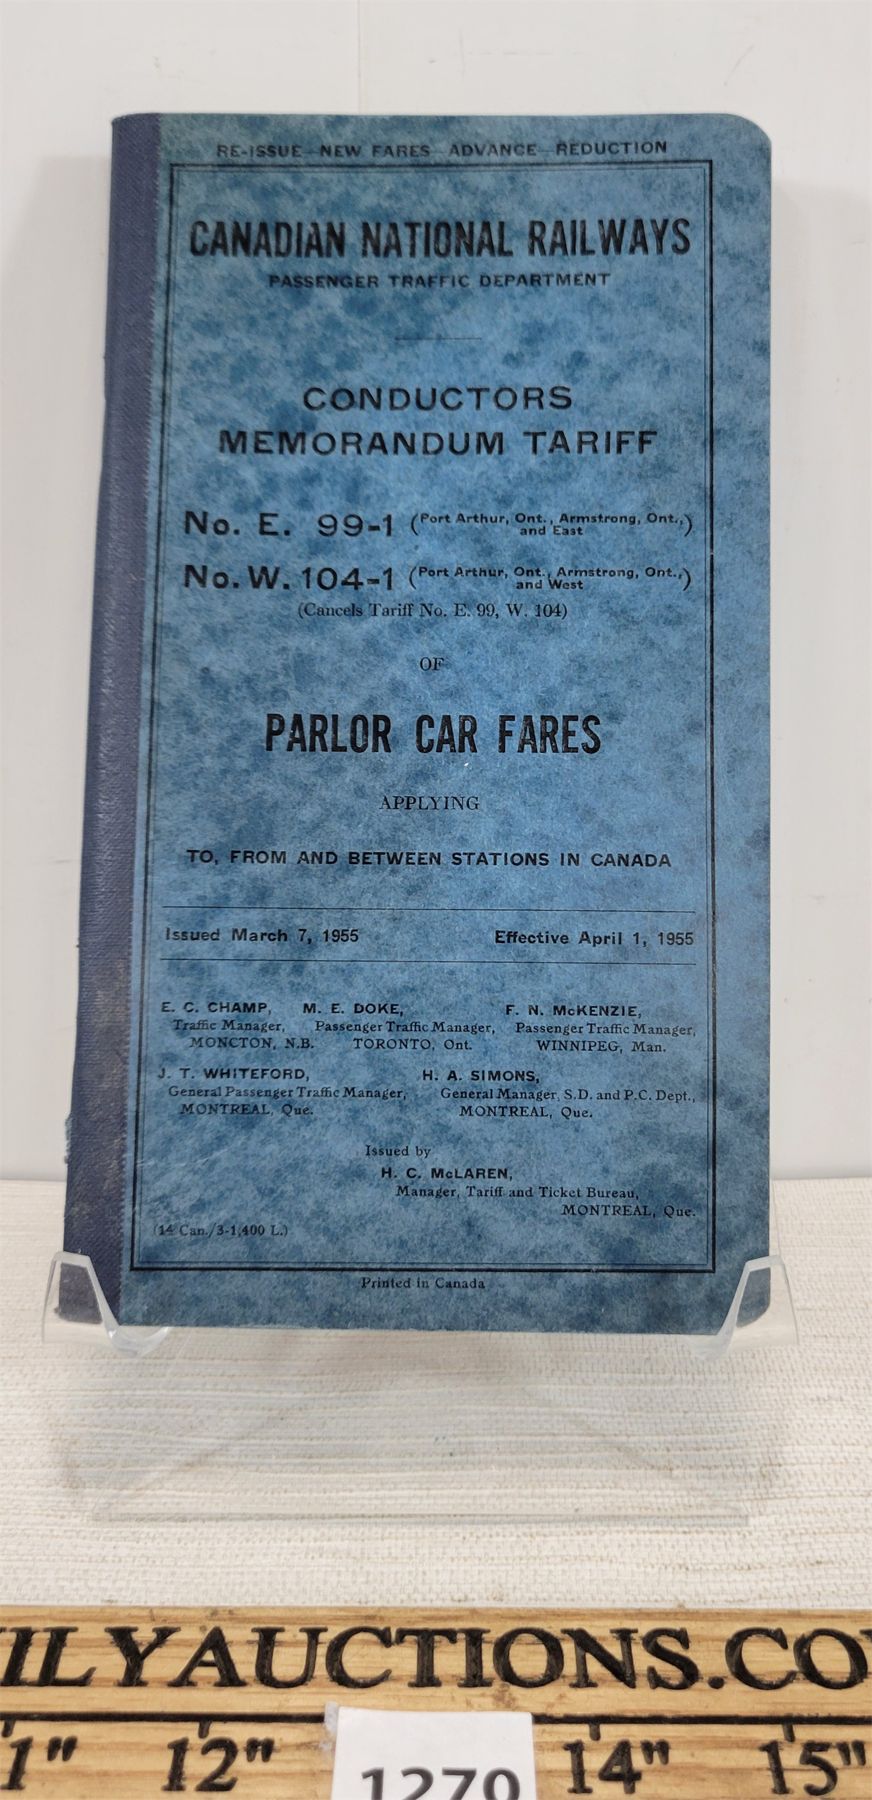 RE-ISSUE—NEW FARES—ADVANCE—REDUCTION
CANADIAN NATIONAL RAILWAYS
PASSENGER TRAFFIC DEPARTMENT
CONDUCTORS
MEMORANDUM TARIFF
No. E. 99-1 (Port Arthur, Ont., Armstrong, Ont.,)
and East
No. W. 104-1 (Port Arthur, Ont., Armstrong, Ont.,)
and West
(Cancels Tariff No. E. 99, W. 104)
OF
PARLOR CAR FARES
APPLYING
TO, FROM AND BETWEEN STATIONS IN CANADA
Issued March 7, 1955 Effective April 1, 1955
E. C. CHAMP, M. E. DOKE, F. N. McKENZIE,
Traffic Manager, Passenger Traffic Manager, Passenger Traffic Manager,
MONCTON, N.B. TORONTO, Ont. WINNIPEG, Man.
J. T. WHITEFORD, H. A. SIMONS,
General Passenger Traffic Manager, General Manager, S.D. and P.C. Dept.,
MONTREAL, Que. MONTREAL, Que.
Issued by
H. C. McLAREN,
Manager, Tariff and Ticket Bureau,
MONTREAL, Que.
(14 Can./3-1,400 L.)
Printed in Canada
ILYAUCTIONS.CO
1" 12" 14" 15"
1270